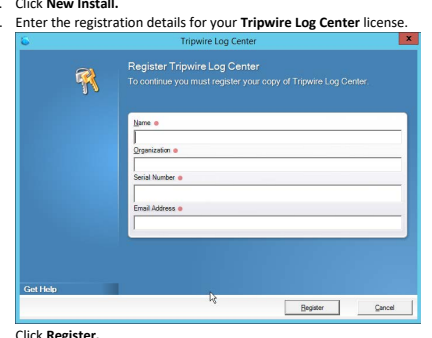 . Click New Install.
. Enter the registration details for your Tripwire Log Center license.
Tripwire Log Center
x
Register Tripwire Log Center
To continue you must register your copy of Tripwire Log Center.
Name
Organization
Serial Number
Email Address
Get Help
Register
Cancel
Click Register.